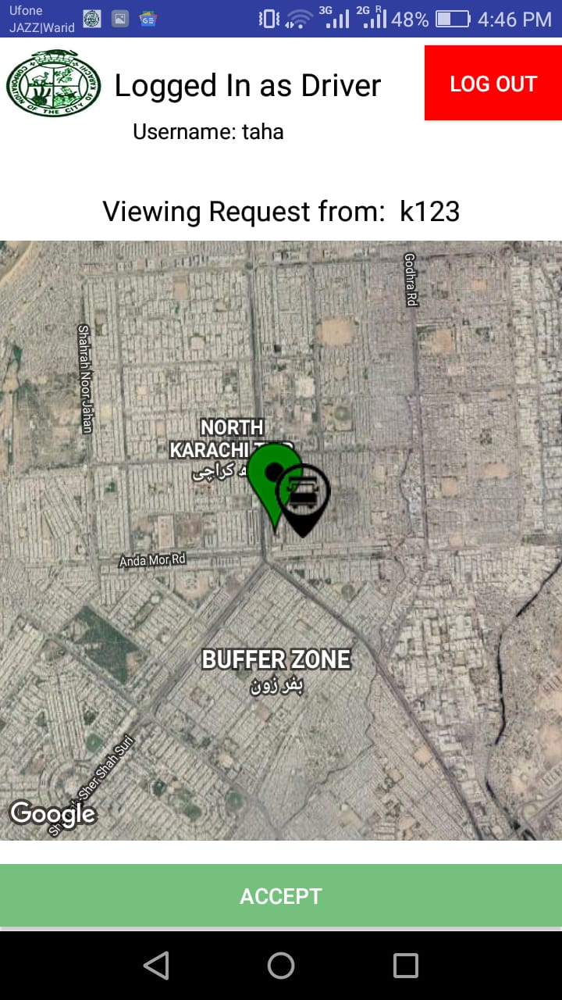 Ufone
JAZZ|Warid
3G
2G R
48%
4:46 PM
CORPORATION OF THE CITY OF KARACHI
Logged In as Driver
LOG OUT
Username: taha
Viewing Request from: k123
Godhra Rd
Shahrah Noor Jahan
NORTH
KARACHI
کراچی
Anda Mor Rd
BUFFER ZONE
بفر زون
Sher Shah Suri
Google
ACCEPT